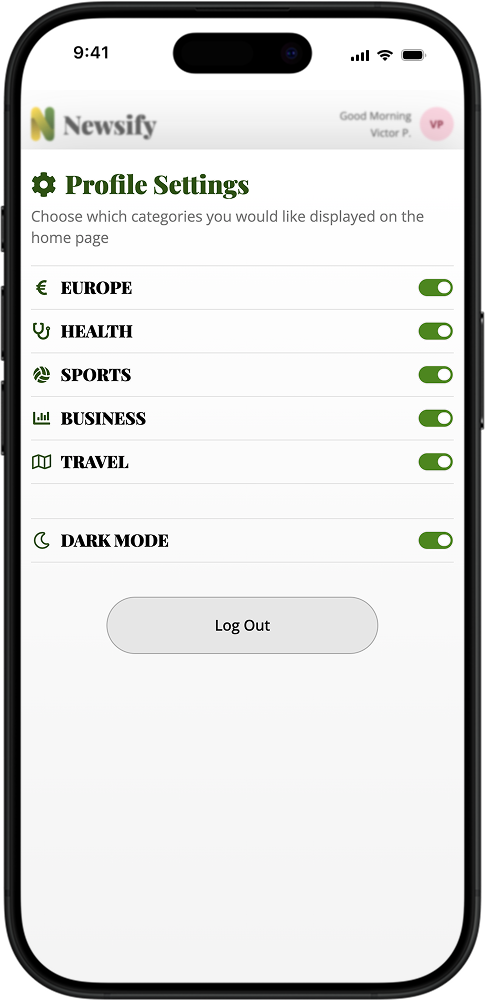 9:41
Newsify
Good Morning
Victor P.
VP
Profile Settings
Choose which categories you would like displayed on the
home page
EUROPE
HEALTH
SPORTS
BUSINESS
TRAVEL
DARK MODE
Log Out